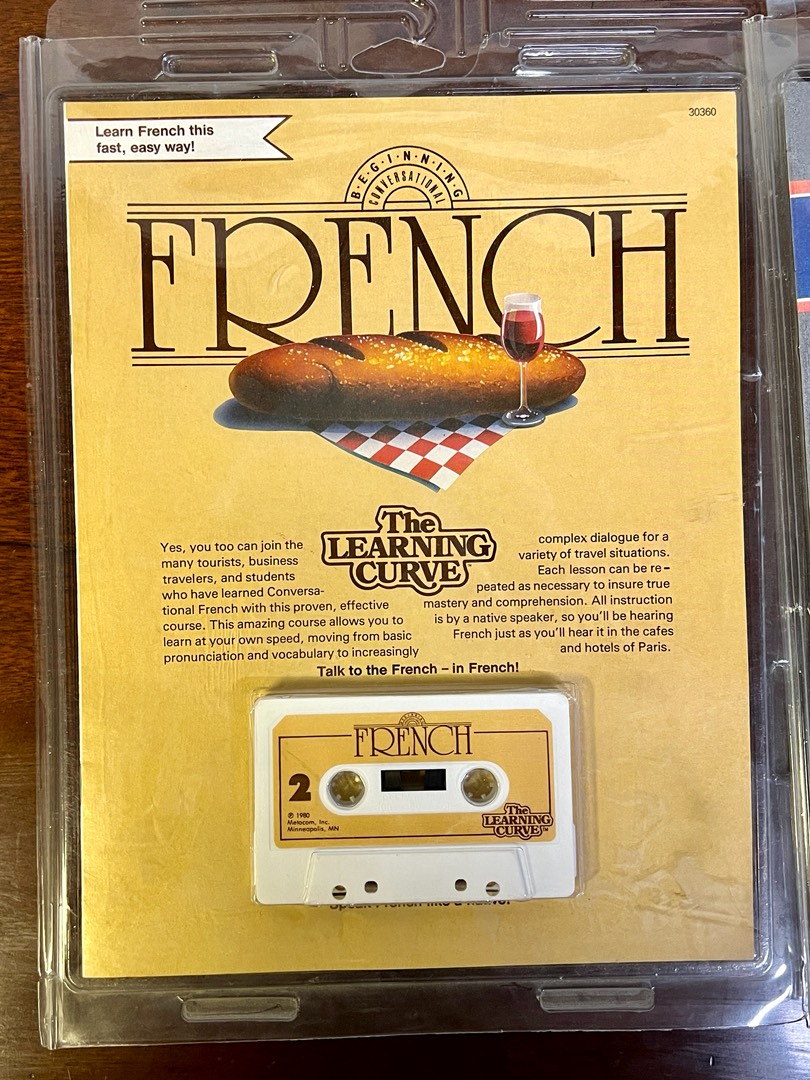 Learn French this
fast, easy way!
30360
B·E·G·I·N·N·I·N·G
CONVERSATIONAL
FRENCH
The
LEARNING
CURVE
Yes, you too can join the
many tourists, business
travelers, and students
who have learned Conversa-
tional French with this proven, effective
course. This amazing course allows you to
learn at your own speed, moving from basic
pronunciation and vocabulary to increasingly
complex dialogue for a
variety of travel situations.
Each lesson can be re-
peated as necessary to insure true
mastery and comprehension. All instruction
is by a native speaker, so you'll be hearing
French just as you'll hear it in the cafes
and hotels of Paris.
Talk to the French – in French!
FRENCH
2
℗ 1980
Metacom, Inc.
Minneapolis, MN
The
LEARNING
CURVE™
Speak French like a native!